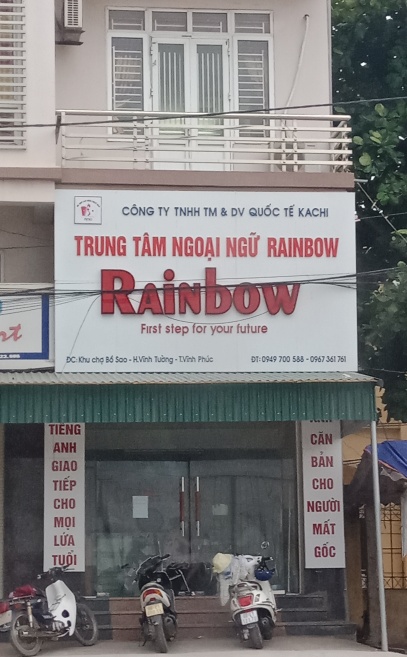 CÔNG TY TNHH TM & DV QUỐC TẾ KACHI
TRUNG TÂM NGOẠI NGỮ RAINBOW
RAINBOW
First step for your future
ĐC: Khu chợ Bồ Sao - H.Vĩnh Tường - T.Vĩnh Phúc
ĐT: 0949 700 588 - 0967 361 761
TIẾNG
ANH
GIAO
TIẾP
CHO
MỌI
LỨA
TUỔI
ANH
CĂN
BẢN
CHO
NGƯỜI
MẤT
GỐC